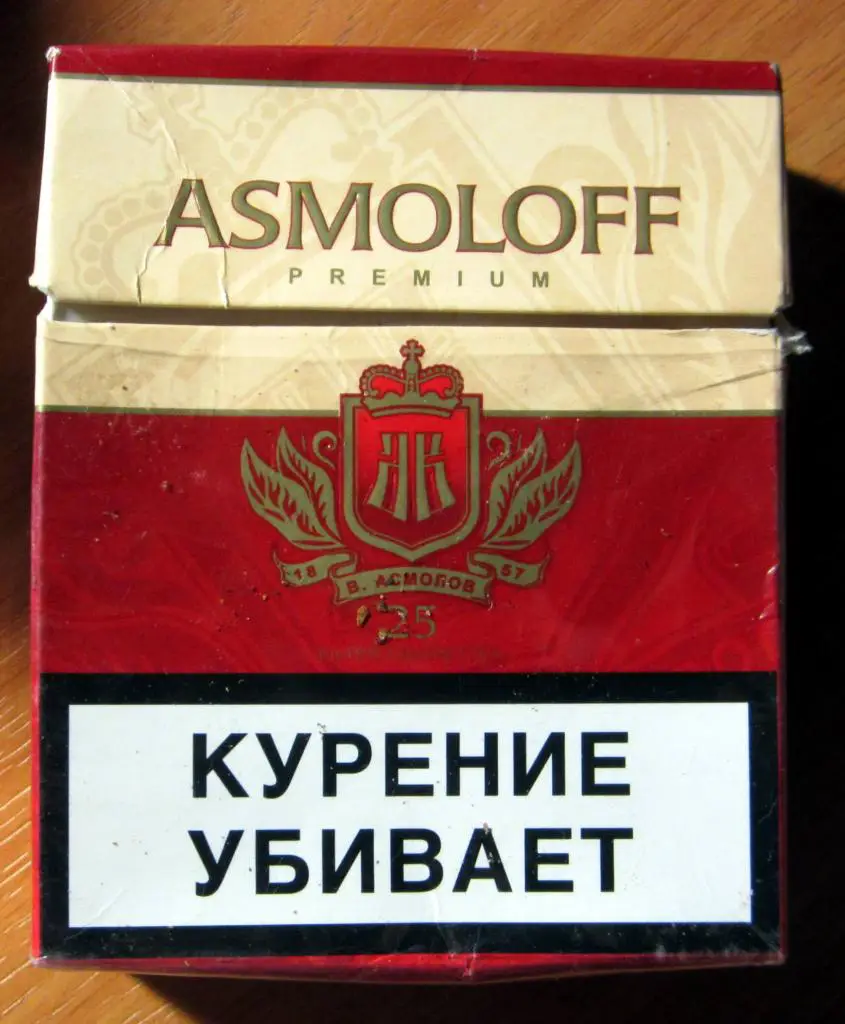 ASMOLOFF
PREMIUM
18 57
В. АСМОЛОВ
25
КУРЕНИЕ
УБИВАЕТ